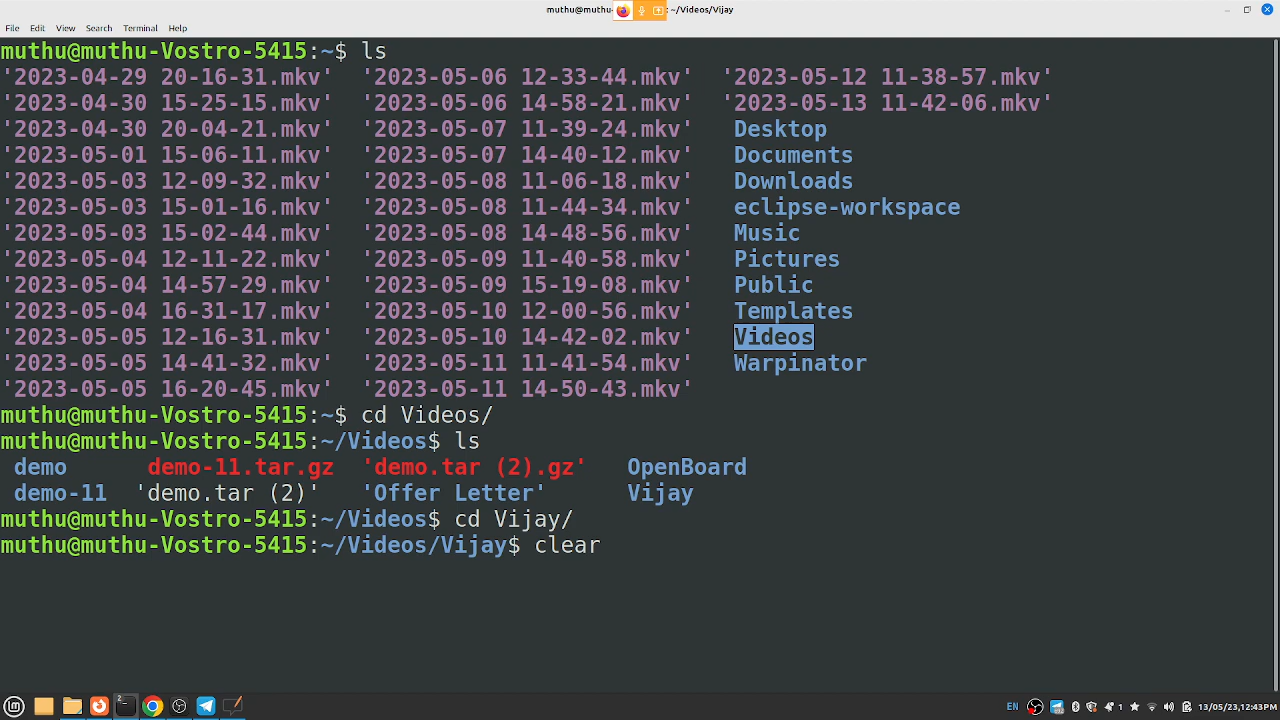 muthu@muthu- : ~/Videos/Vijay
File Edit View Search Terminal Help
muthu@muthu-Vostro-5415:~$ ls
'2023-04-29 20-16-31.mkv' '2023-05-06 12-33-44.mkv' '2023-05-12 11-38-57.mkv'
'2023-04-30 15-25-15.mkv' '2023-05-06 14-58-21.mkv' '2023-05-13 11-42-06.mkv'
'2023-04-30 20-04-21.mkv' '2023-05-07 11-39-24.mkv' Desktop
'2023-05-01 15-06-11.mkv' '2023-05-07 14-40-12.mkv' Documents
'2023-05-03 12-09-32.mkv' '2023-05-08 11-06-18.mkv' Downloads
'2023-05-03 15-01-16.mkv' '2023-05-08 11-44-34.mkv' eclipse-workspace
'2023-05-03 15-02-44.mkv' '2023-05-08 14-48-56.mkv' Music
'2023-05-04 12-11-22.mkv' '2023-05-09 11-40-58.mkv' Pictures
'2023-05-04 14-57-29.mkv' '2023-05-09 15-19-08.mkv' Public
'2023-05-04 16-31-17.mkv' '2023-05-10 12-00-56.mkv' Templates
'2023-05-05 12-16-31.mkv' '2023-05-10 14-42-02.mkv' Videos
'2023-05-05 14-41-32.mkv' '2023-05-11 11-41-54.mkv' Warpinator
'2023-05-05 16-20-45.mkv' '2023-05-11 14-50-43.mkv'
muthu@muthu-Vostro-5415:~$ cd Videos/
muthu@muthu-Vostro-5415:~/Videos$ ls
demo demo-11.tar.gz 'demo.tar (2).gz' OpenBoard
demo-11 'demo.tar (2)' 'Offer Letter' Vijay
muthu@muthu-Vostro-5415:~/Videos$ cd Vijay/
muthu@muthu-Vostro-5415:~/Videos/Vijay$ clear
2 EN 1 13/05/23,12:43PM